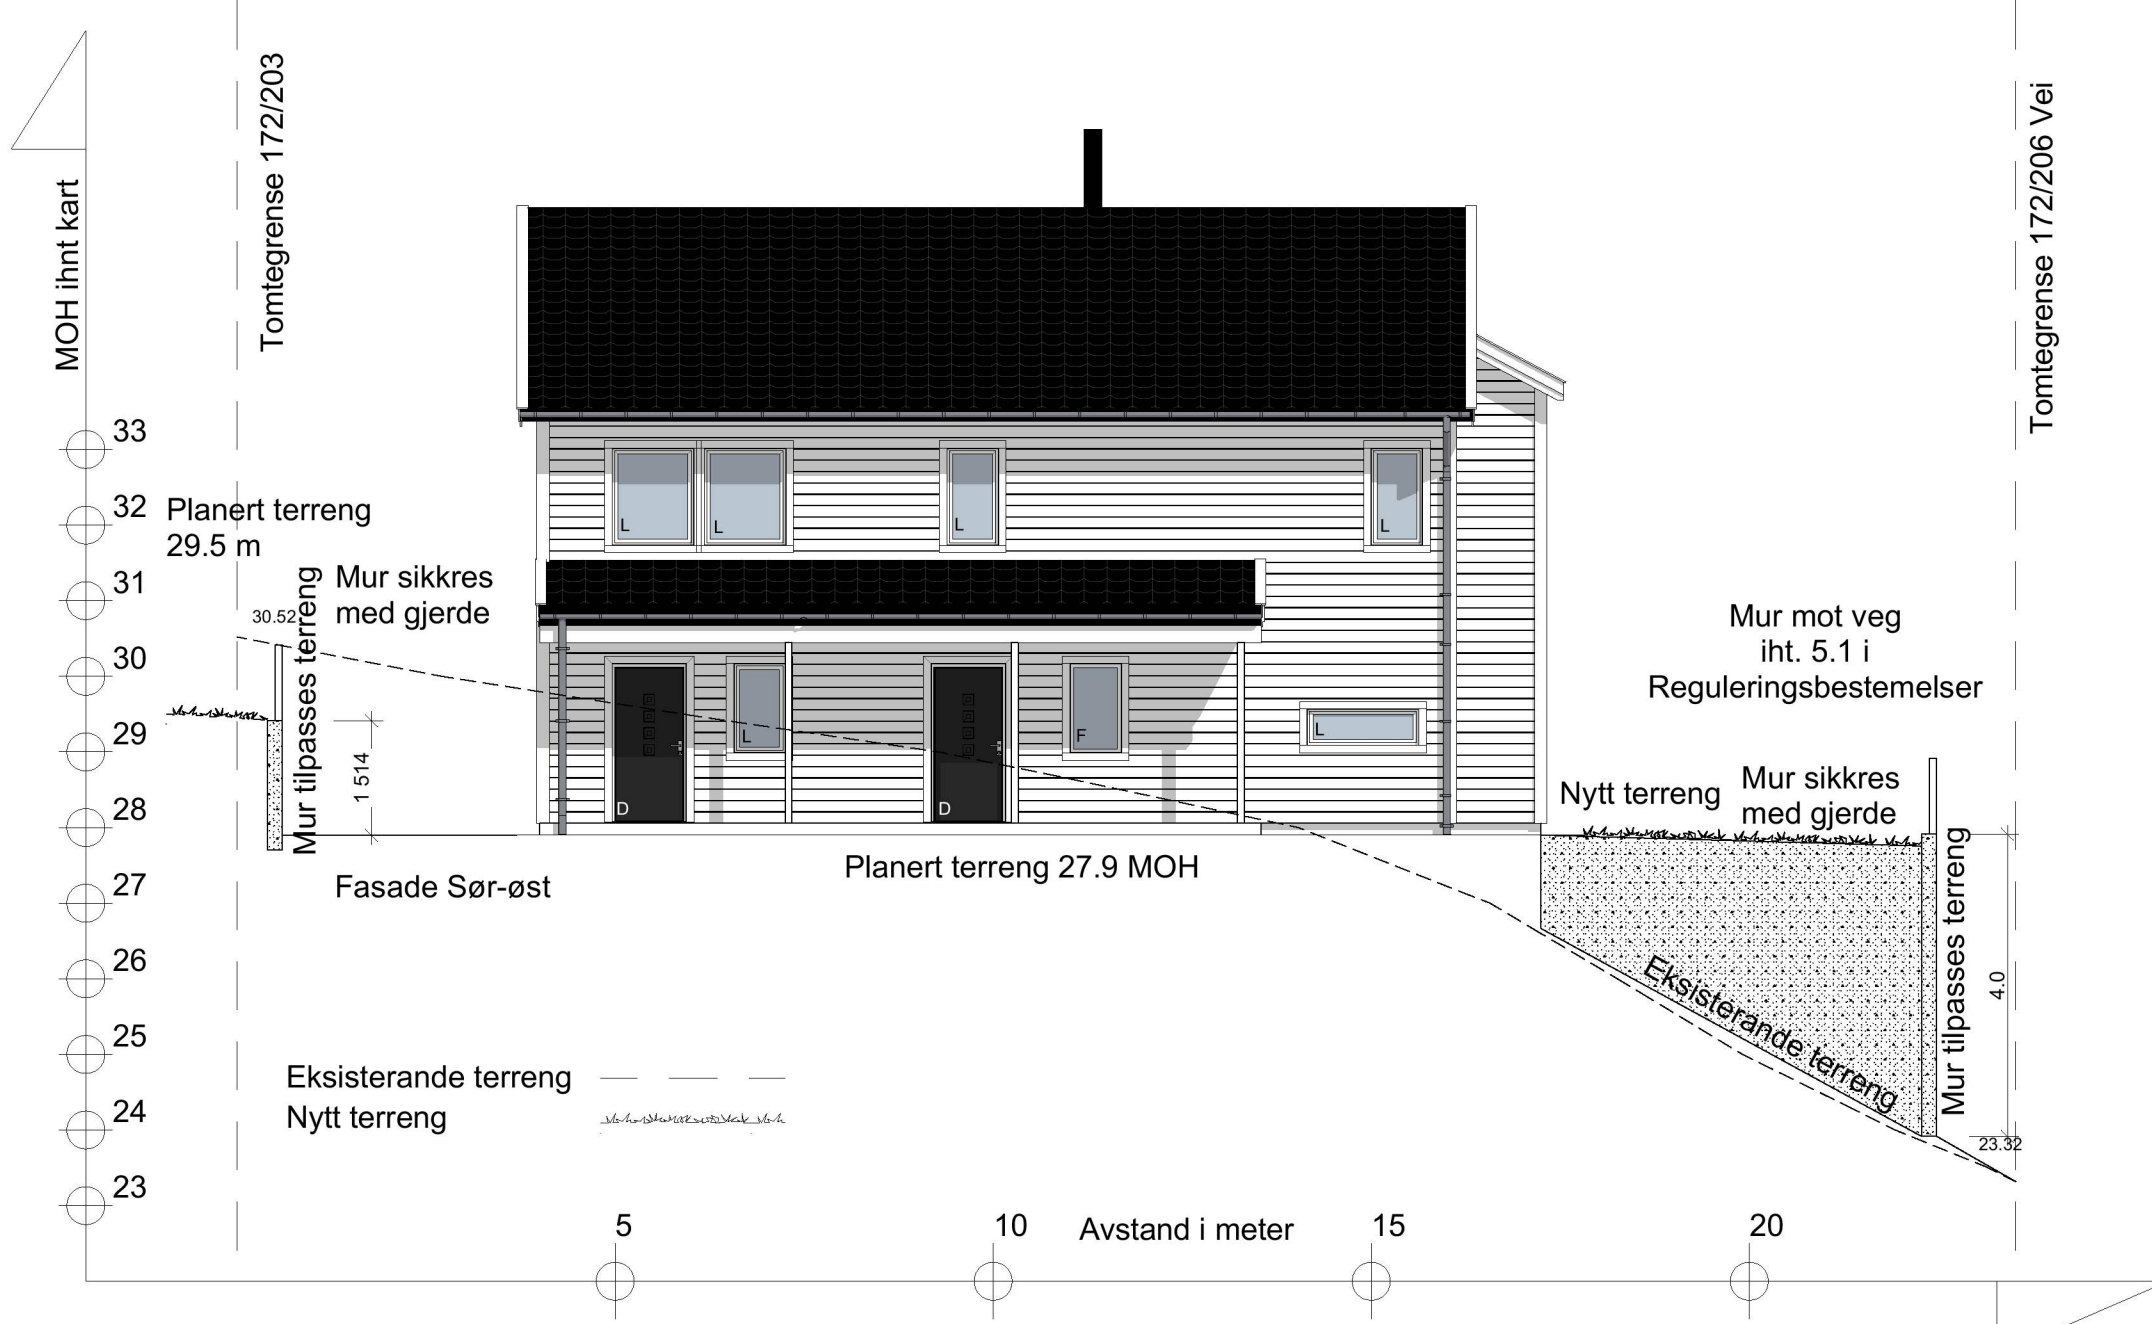 MOH ihnt kart
Tomtegrense 172/203
Tomtegrense 172/206 Vei
33
32
31
30
29
28
27
26
25
24
23
Planert terreng
29.5 m
30.52
Mur tilpasses terreng
Mur sikkres
med gjerde
1 514
L
L
L
L
D
L
D
F
L
Mur mot veg
iht. 5.1 i
Reguleringsbestemelser
Nytt terreng
Mur sikkres
med gjerde
Planert terreng 27.9 MOH
Fasade Sør-øst
Eksisterande terreng
Mur tilpasses terreng
4.0
23.32
Eksisterande terreng
Nytt terreng
5
10
Avstand i meter
15
20